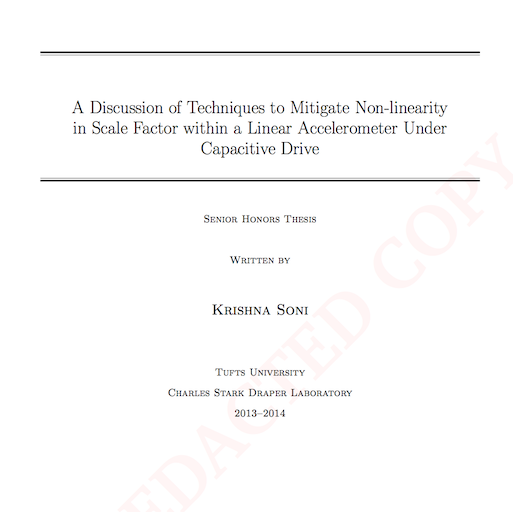 A Discussion of Techniques to Mitigate Non-linearity
in Scale Factor within a Linear Accelerometer Under
Capacitive Drive
Senior Honors Thesis
Written by
Krishna Soni
Tufts University
Charles Stark Draper Laboratory
2013–2014
EDACTED COPY